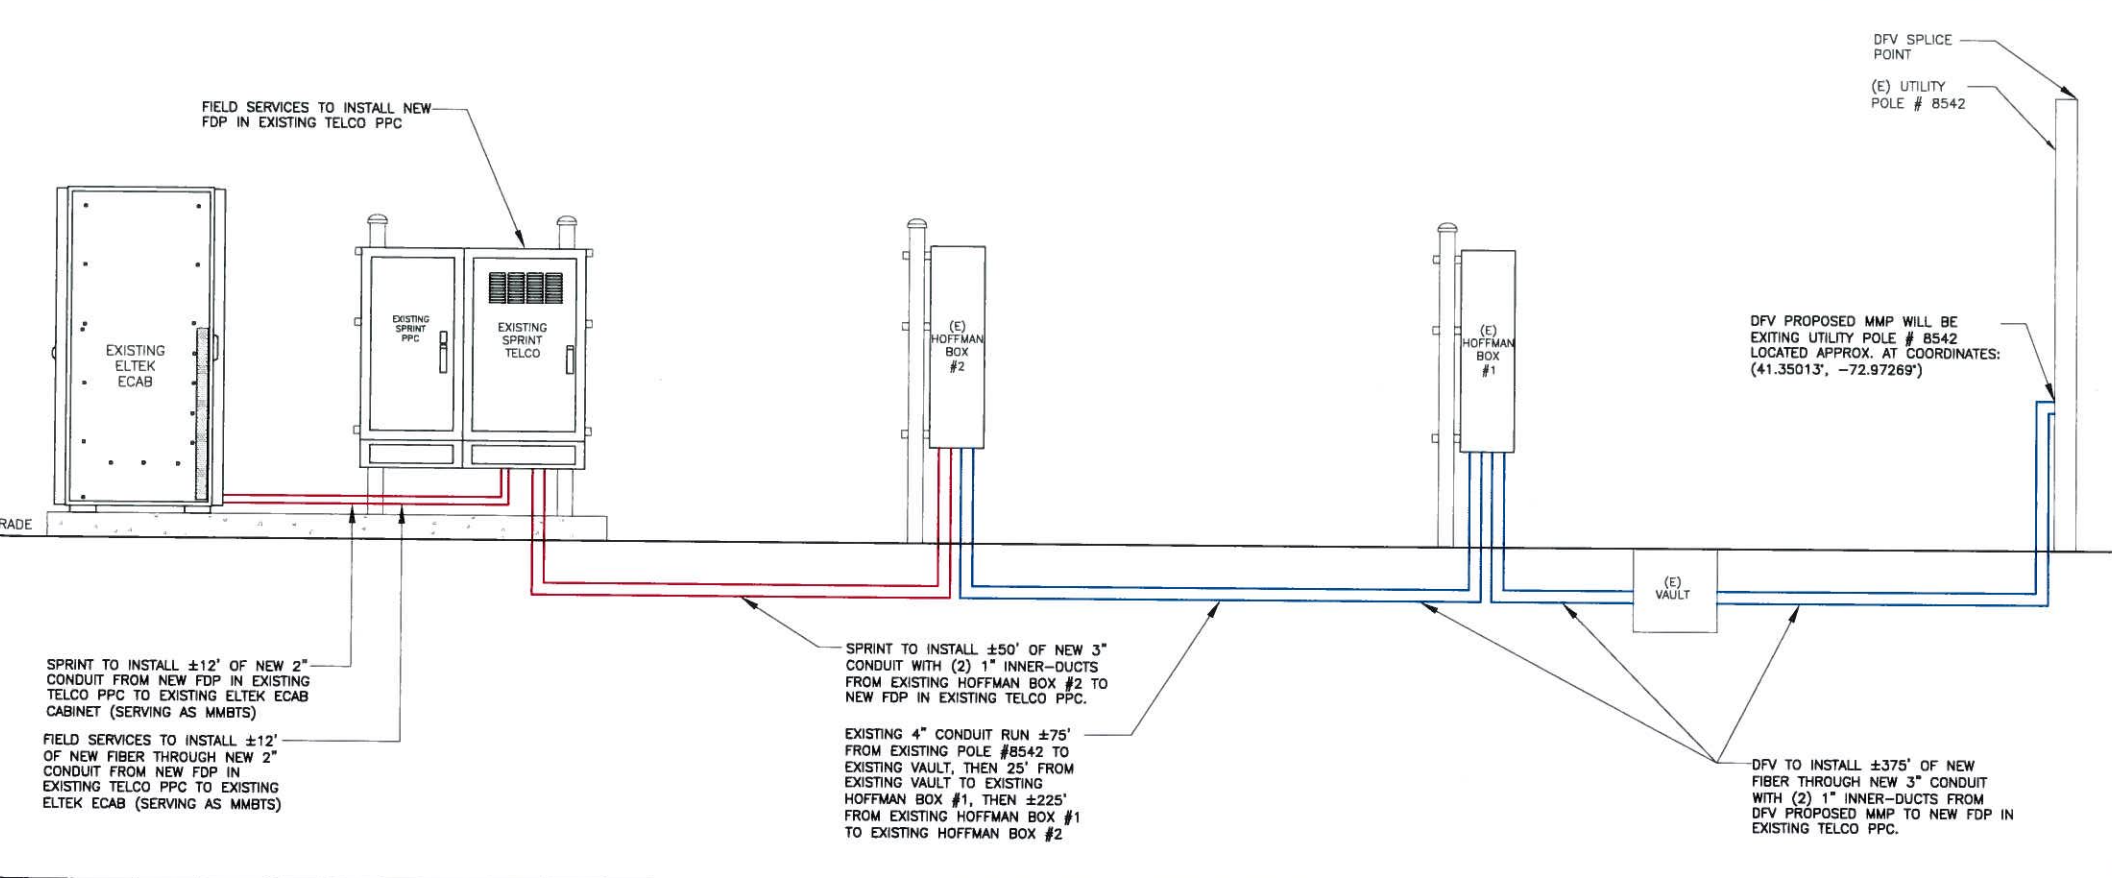 DFV SPLICE
POINT
(E) UTILITY
POLE # 8542
FIELD SERVICES TO INSTALL NEW
FDP IN EXISTING TELCO PPC
EXISTING
ELTEK
ECAB
EXISTING
SPRINT
PPC
EXISTING
SPRINT
TELCO
(E)
HOFFMAN
BOX
#2
(E)
HOFFMAN
BOX
#1
DFV PROPOSED MMP WILL BE
EXITING UTILITY POLE # 8542
LOCATED APPROX. AT COORDINATES:
(41.35013°, −72.97269°)
RADE
(E)
VAULT
SPRINT TO INSTALL ±12' OF NEW 2"
CONDUIT FROM NEW FDP IN EXISTING
TELCO PPC TO EXISTING ELTEK ECAB
CABINET (SERVING AS MMBTS)
FIELD SERVICES TO INSTALL ±12'
OF NEW FIBER THROUGH NEW 2"
CONDUIT FROM NEW FDP IN
EXISTING TELCO PPC TO EXISTING
ELTEK ECAB (SERVING AS MMBTS)
SPRINT TO INSTALL ±50' OF NEW 3"
CONDUIT WITH (2) 1" INNER−DUCTS
FROM EXISTING HOFFMAN BOX #2 TO
NEW FDP IN EXISTING TELCO PPC.
EXISTING 4" CONDUIT RUN ±75'
FROM EXISTING POLE #8542 TO
EXISTING VAULT, THEN 25' FROM
EXISTING VAULT TO EXISTING
HOFFMAN BOX #1, THEN ±225'
FROM EXISTING HOFFMAN BOX #1
TO EXISTING HOFFMAN BOX #2
DFV TO INSTALL ±375' OF NEW
FIBER THROUGH NEW 3" CONDUIT
WITH (2) 1" INNER−DUCTS FROM
DFV PROPOSED MMP TO NEW FDP IN
EXISTING TELCO PPC.